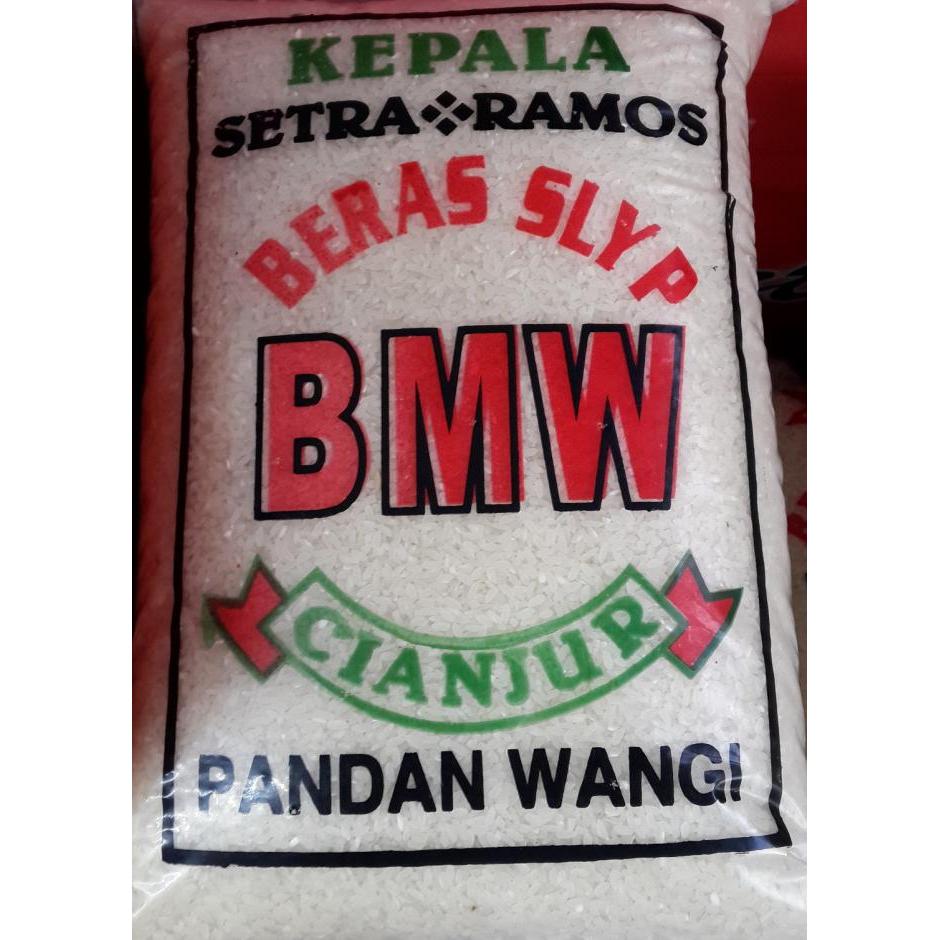 KEPALA
SETRA RAMOS
BERAS SLYP
BMW
CIANJUR
PANDAN WANGI